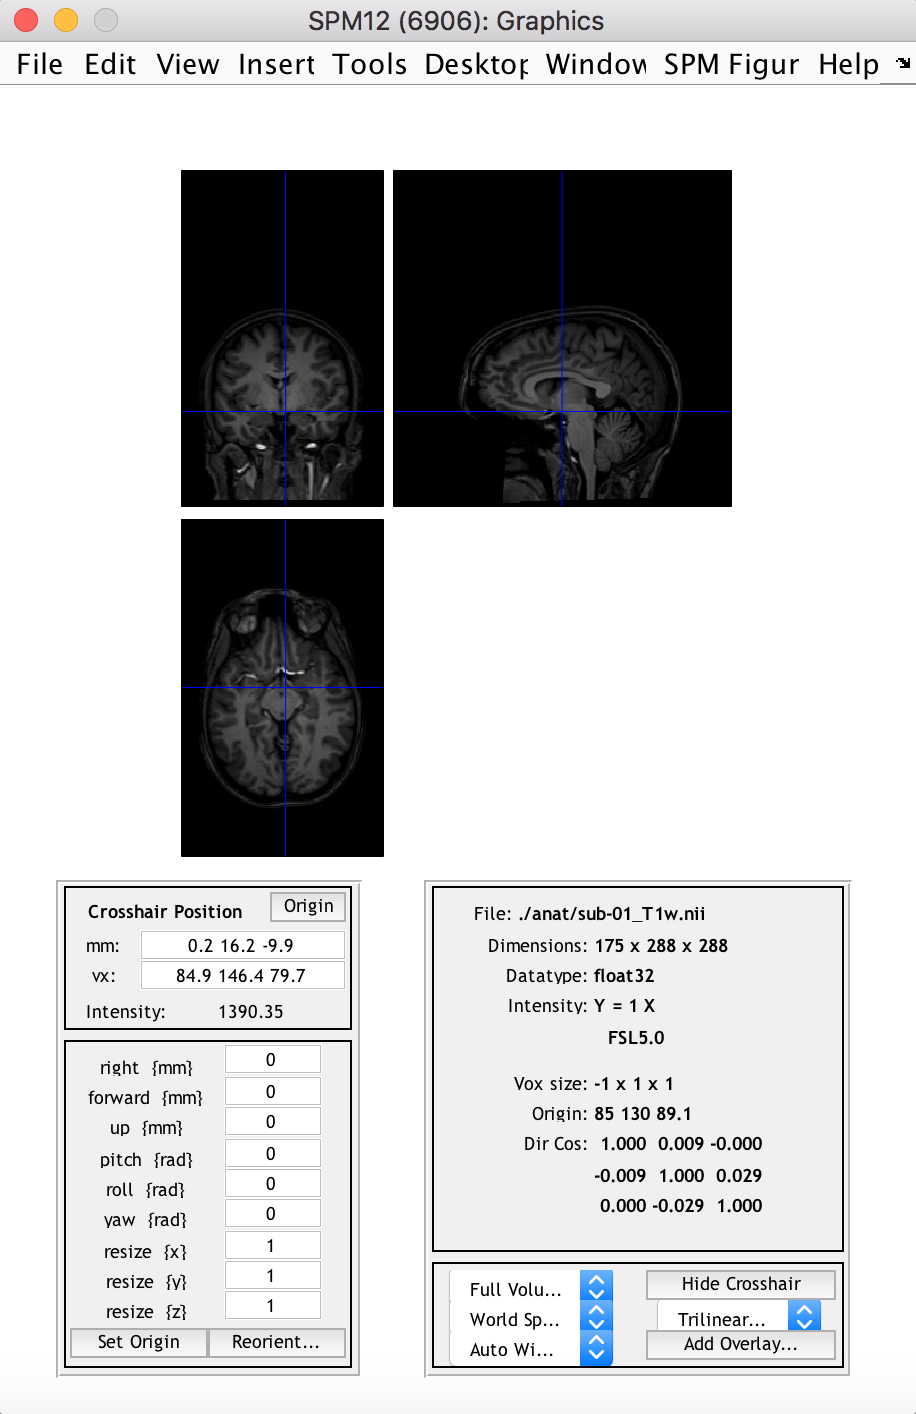 SPM12 (6906): Graphics
File Edit View Insert Tools Desktop Window SPM Figur Help
Crosshair Position Origin
mm: 0.2 16.2 -9.9
vx: 84.9 146.4 79.7
Intensity: 1390.35
right {mm} 0
forward {mm} 0
up {mm} 0
pitch {rad} 0
roll {rad} 0
yaw {rad} 0
resize {x} 1
resize {y} 1
resize {z} 1
Set Origin Reorient...
File: ./anat/sub-01_T1w.nii
Dimensions: 175 x 288 x 288
Datatype: float32
Intensity: Y = 1 X
FSL5.0
Vox size: -1 x 1 x 1
Origin: 85 130 89.1
Dir Cos: 1.000 0.009 -0.000
-0.009 1.000 0.029
0.000 -0.029 1.000
Full Volu... Hide Crosshair
World Sp... Trilinear...
Auto Wi... Add Overlay...